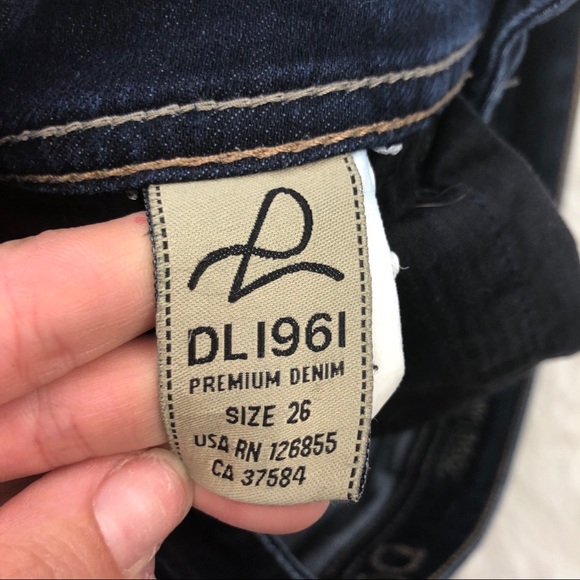 DL1961
PREMIUM DENIM
SIZE 26
USA RN 126855
CA 37584